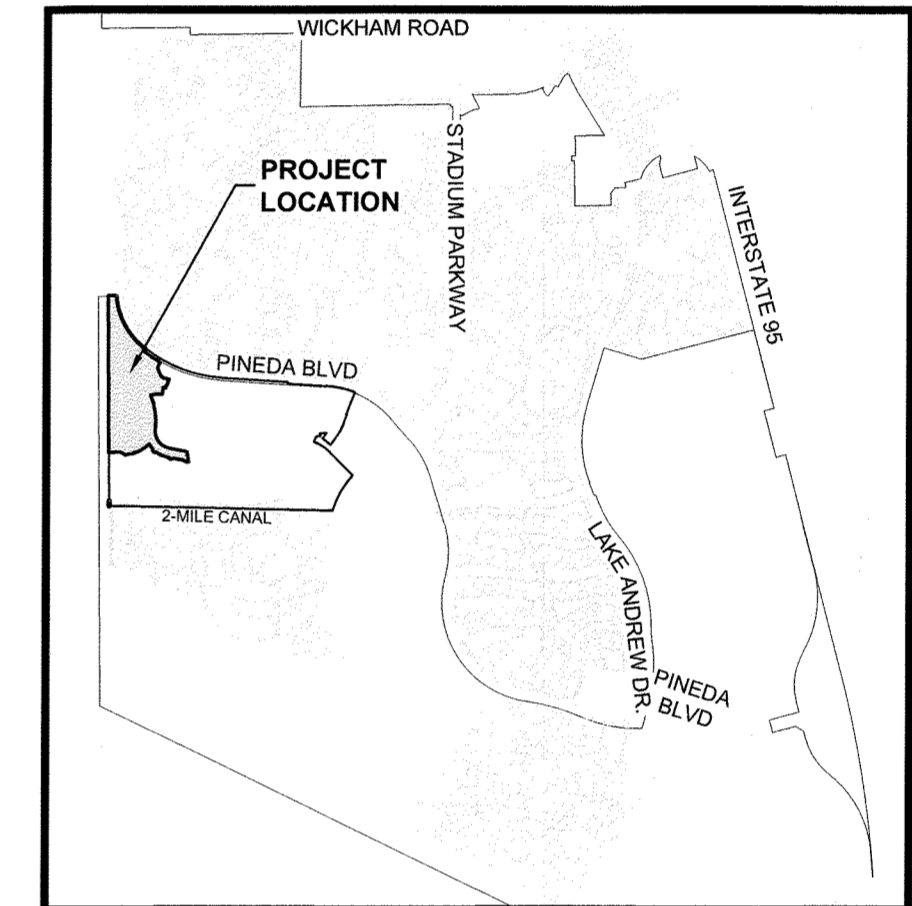 WICKHAM ROAD
STADIUM PARKWAY
PROJECT
LOCATION
INTERSTATE 95
PINEDA BLVD
2-MILE CANAL
LAKE ANDREW DR.
PINEDA
BLVD